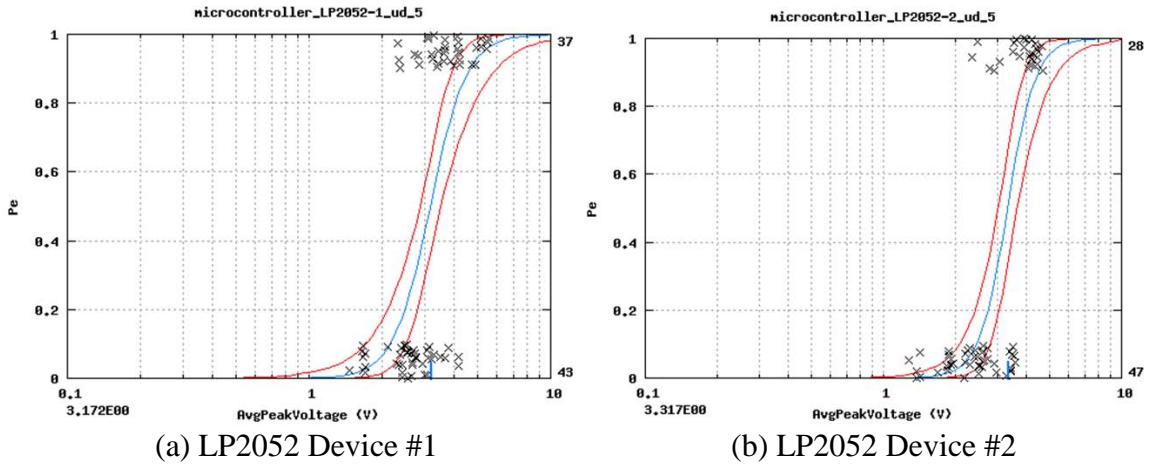 microcontroller_LP2052-1_ud_5
1
0.8
0.6
0.4
0.2
0
Pe
37
43
0.1
1
10
3.172E00
AvgPeakVoltage (V)
(a) LP2052 Device #1
microcontroller_LP2052-2_ud_5
1
0.8
0.6
0.4
0.2
0
Pe
28
47
0.1
1
10
3.317E00
AvgPeakVoltage (V)
(b) LP2052 Device #2